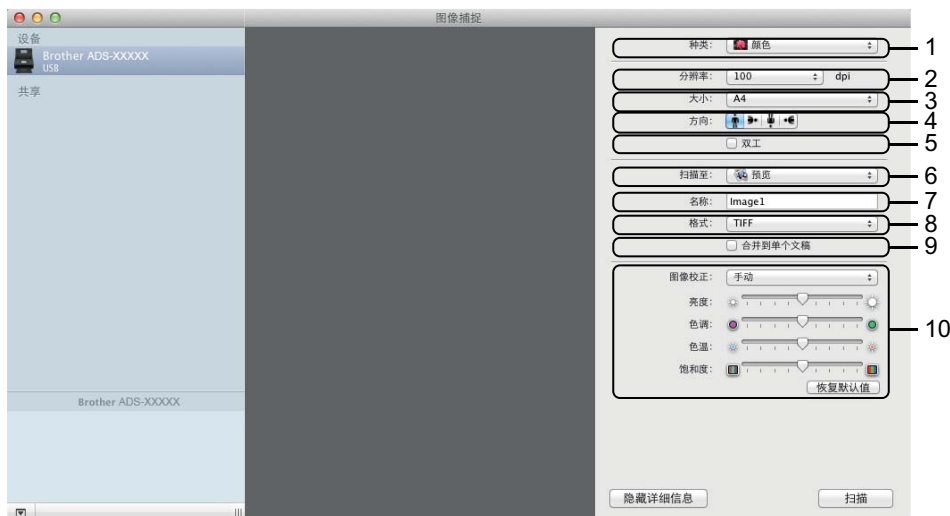 图像捕捉
设备
Brother ADS-XXXXX
USB
共享
Brother ADS-XXXXX
种类: 颜色 1
分辨率: 100 dpi 2
大小: A4 3
方向: 4
双工 5
扫描至: 预览 6
名称: Image1 7
格式: TIFF 8
合并到单个文稿 9
图像校正: 手动
亮度:
色调: 10
色温:
饱和度:
恢复默认值
隐藏详细信息 扫描